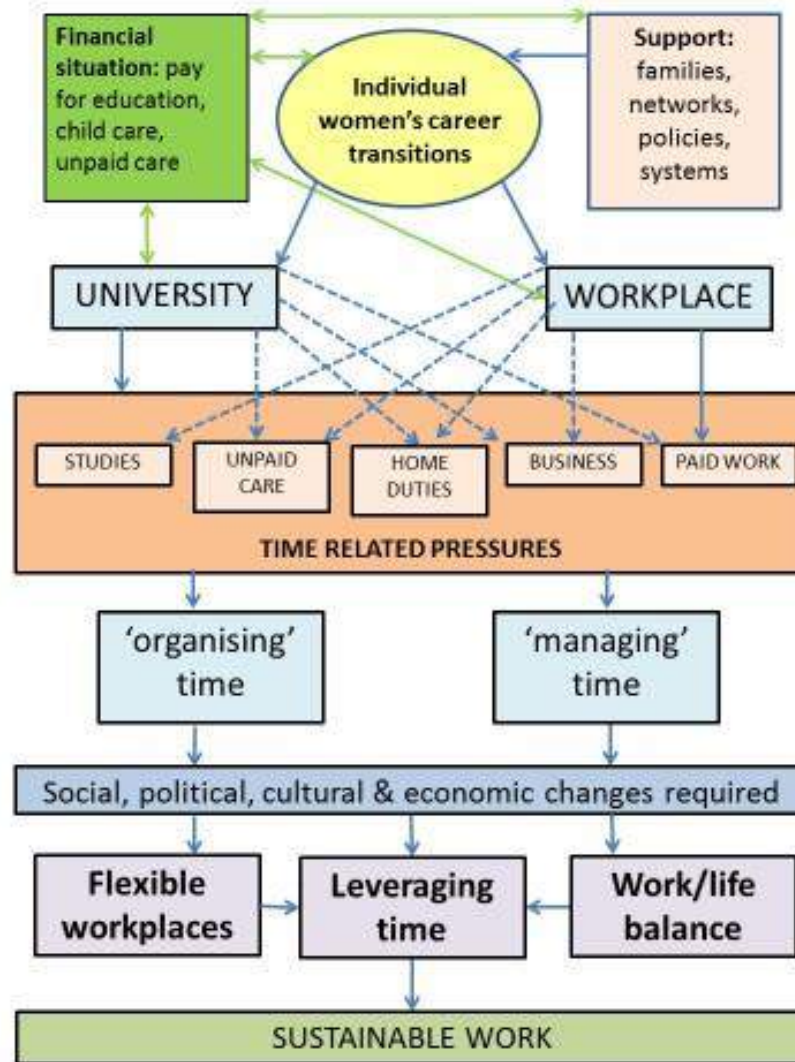 Financial
situation: pay
for education,
child care,
unpaid care
Individual
women's career
transitions
Support:
families,
networks,
policies,
systems
UNIVERSITY
WORKPLACE
STUDIES
UNPAID
CARE
HOME
DUTIES
BUSINESS
PAID WORK
TIME RELATED PRESSURES
'organising'
time
'managing'
time
Social, political, cultural & economic changes required
Flexible
workplaces
Leveraging
time
Work/life
balance
SUSTAINABLE WORK